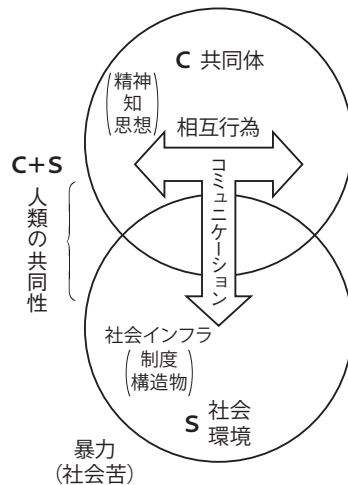 C 共同体
(精神
知
思想)
相互行為
コミュニケーション
C+S
人類の共同性
社会インフラ
(制度
構造物)
S 社会
環境
暴力
(社会苦)